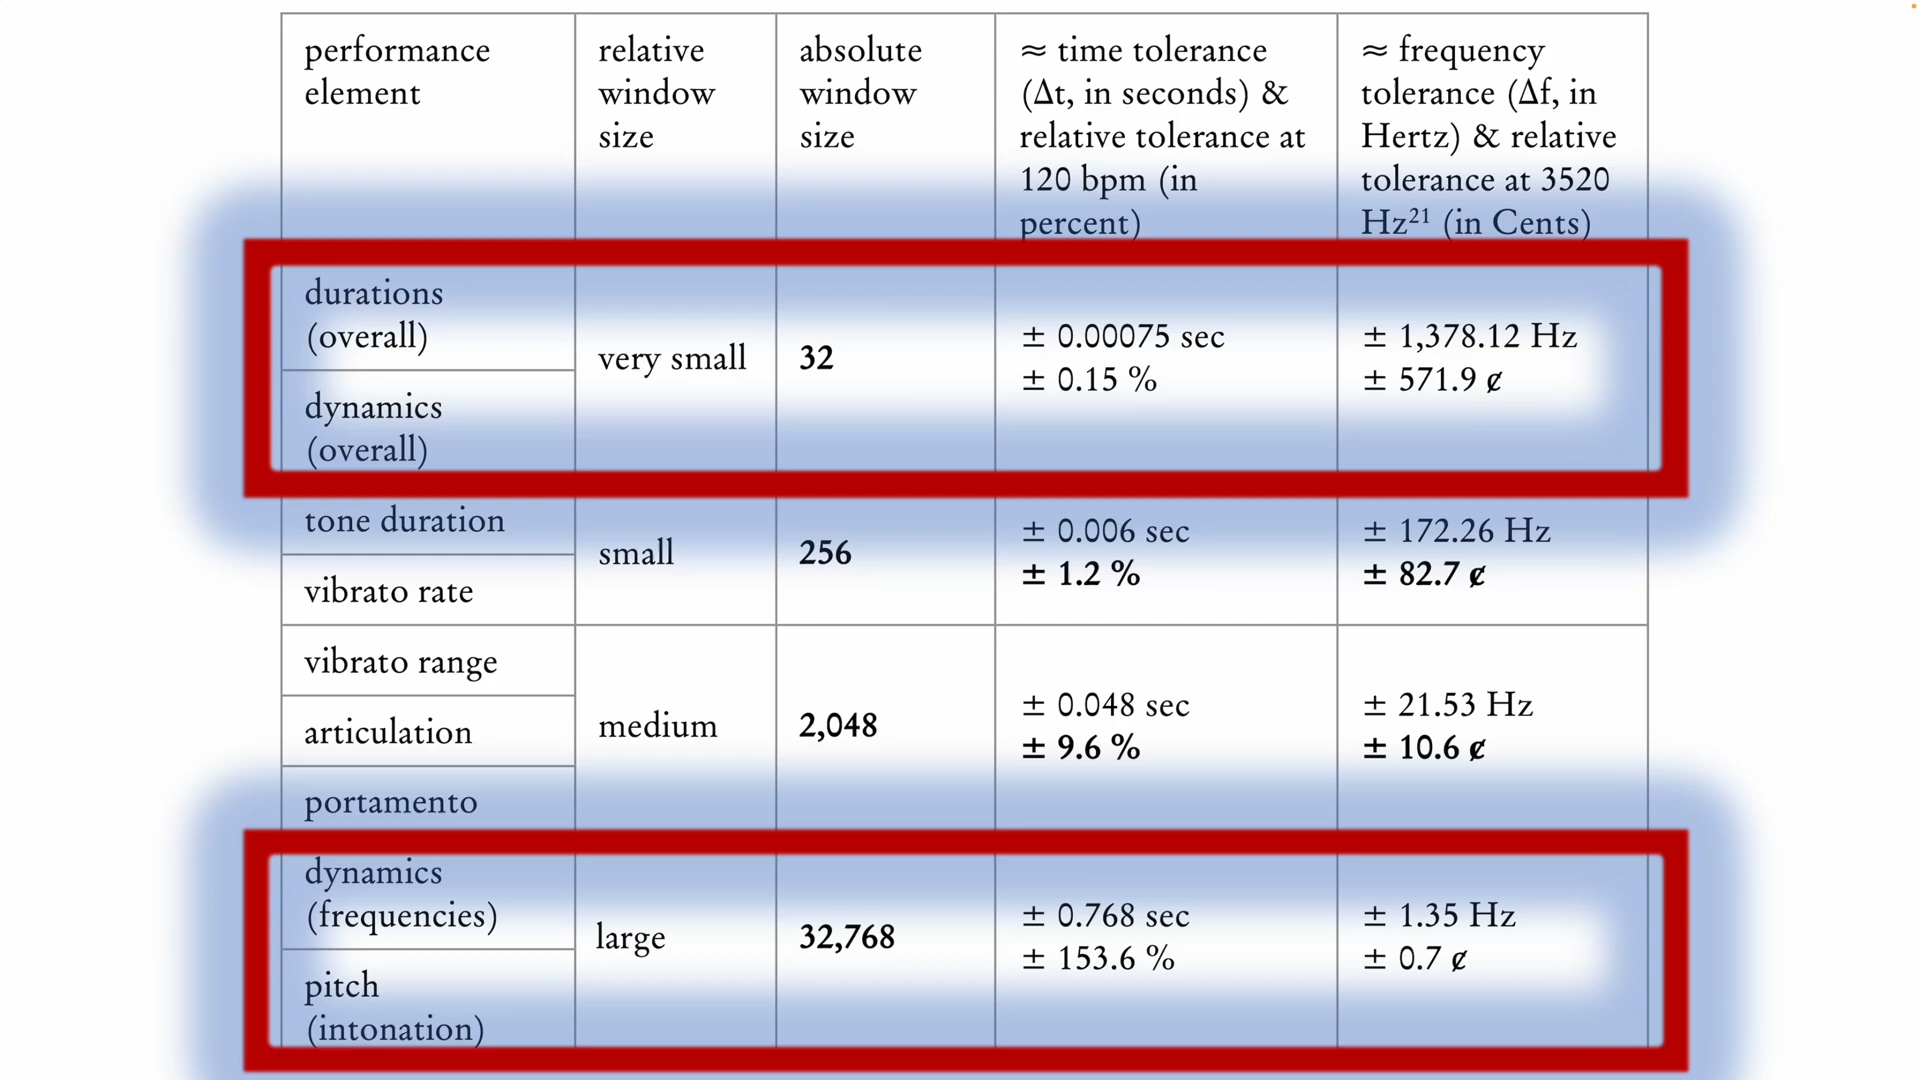 performance
element
relative
window
size
absolute
window
size
≈ time tolerance
(Δt, in seconds) &
relative tolerance at
120 bpm (in
percent)
≈ frequency
tolerance (Δf, in
Hertz) & relative
tolerance at 3520
Hz²¹ (in Cents)
durations
(overall)
dynamics
(overall)
very small
32
± 0.00075 sec
± 0.15 %
± 1,378.12 Hz
± 571.9 ¢
tone duration
vibrato rate
small
256
± 0.006 sec
± 1.2 %
± 172.26 Hz
± 82.7 ¢
vibrato range
articulation
portamento
medium
2,048
± 0.048 sec
± 9.6 %
± 21.53 Hz
± 10.6 ¢
dynamics
(frequencies)
pitch
(intonation)
large
32,768
± 0.768 sec
± 153.6 %
± 1.35 Hz
± 0.7 ¢